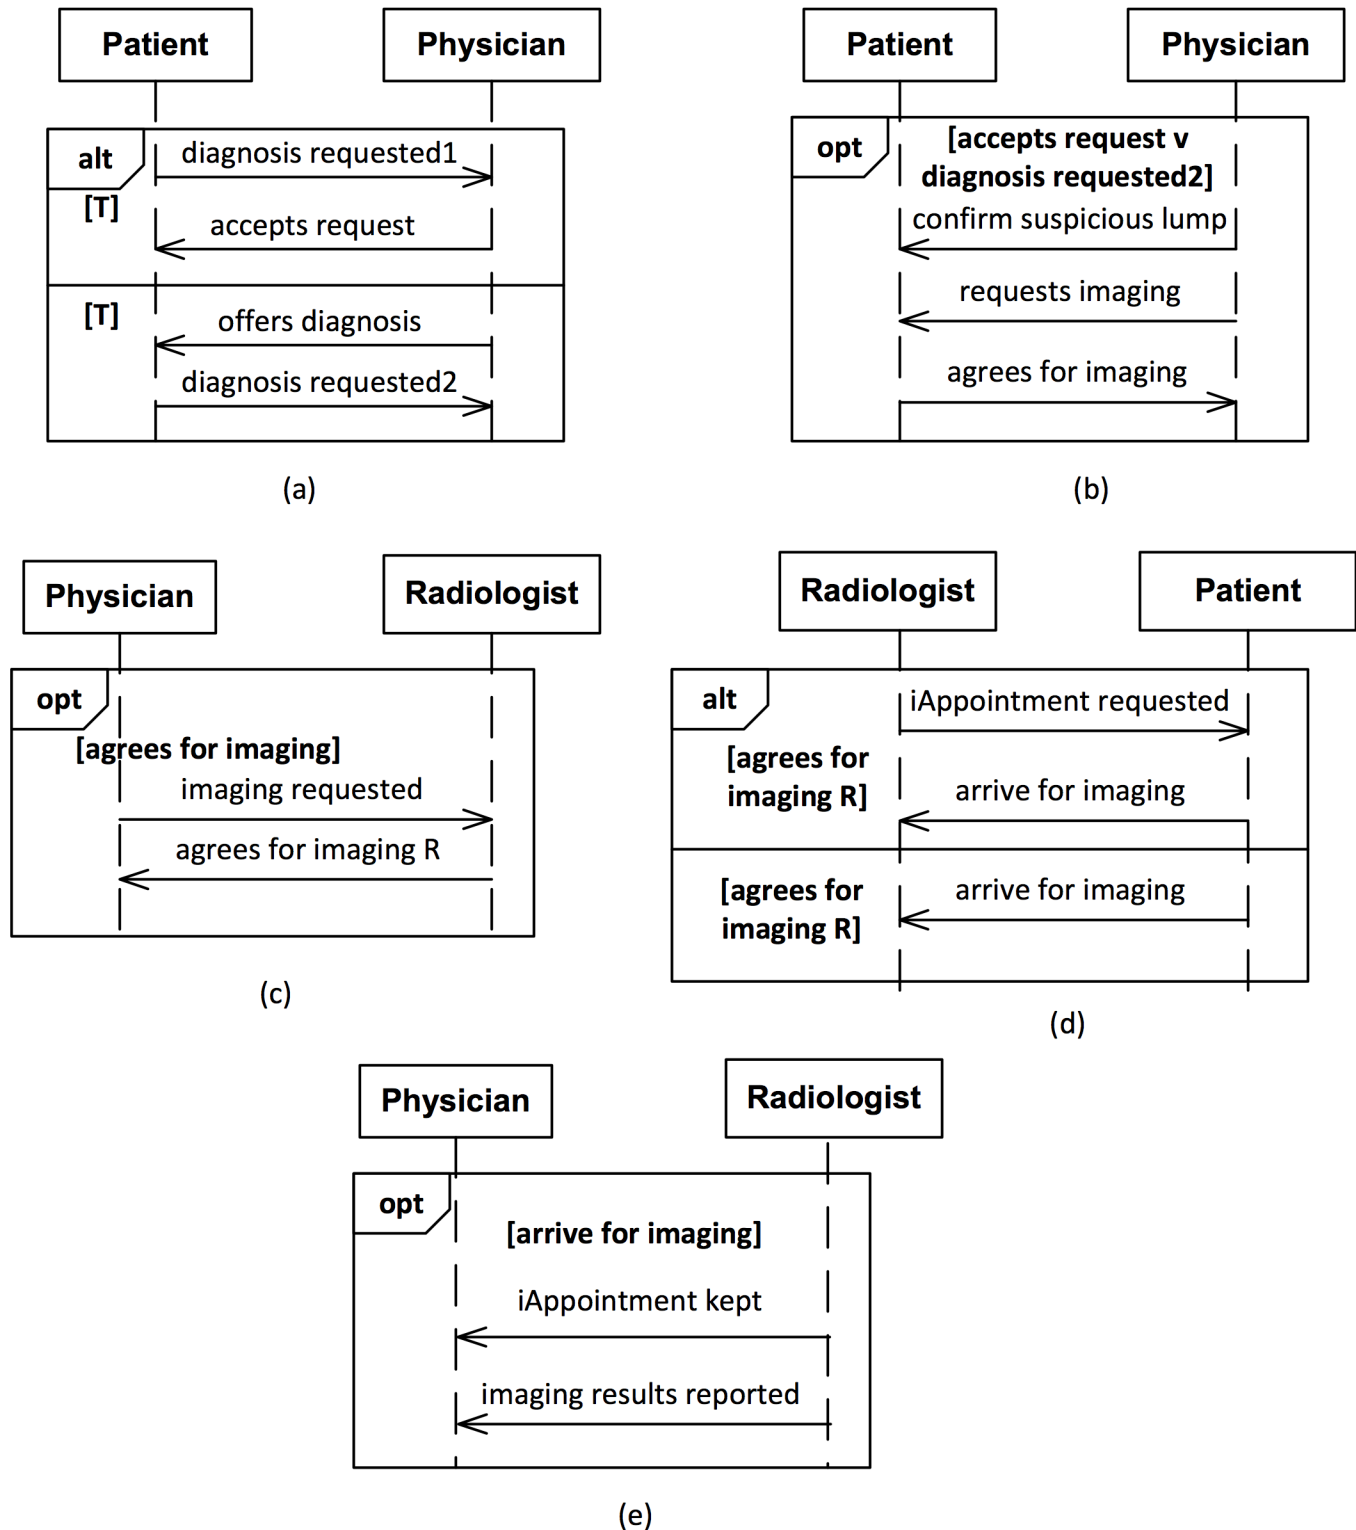 Patient
Physician
alt
diagnosis requested1
[T]
accepts request
[T]
offers diagnosis
diagnosis requested2
(a)
Patient
Physician
opt
[accepts request v
diagnosis requested2]
confirm suspicious lump
requests imaging
agrees for imaging
(b)
Physician
Radiologist
opt
[agrees for imaging]
imaging requested
agrees for imaging R
(c)
Radiologist
Patient
alt
iAppointment requested
[agrees for
imaging R]
arrive for imaging
[agrees for
imaging R]
arrive for imaging
(d)
Physician
Radiologist
opt
[arrive for imaging]
iAppointment kept
imaging results reported
(e)